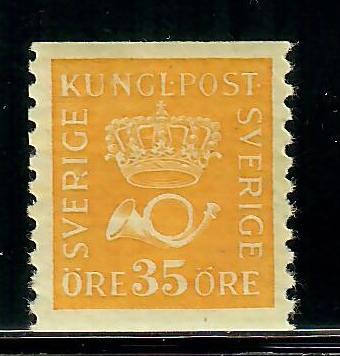 KUNGL·POST·
SVERIGE
SVERIGE
ÖRE 35 ÖRE